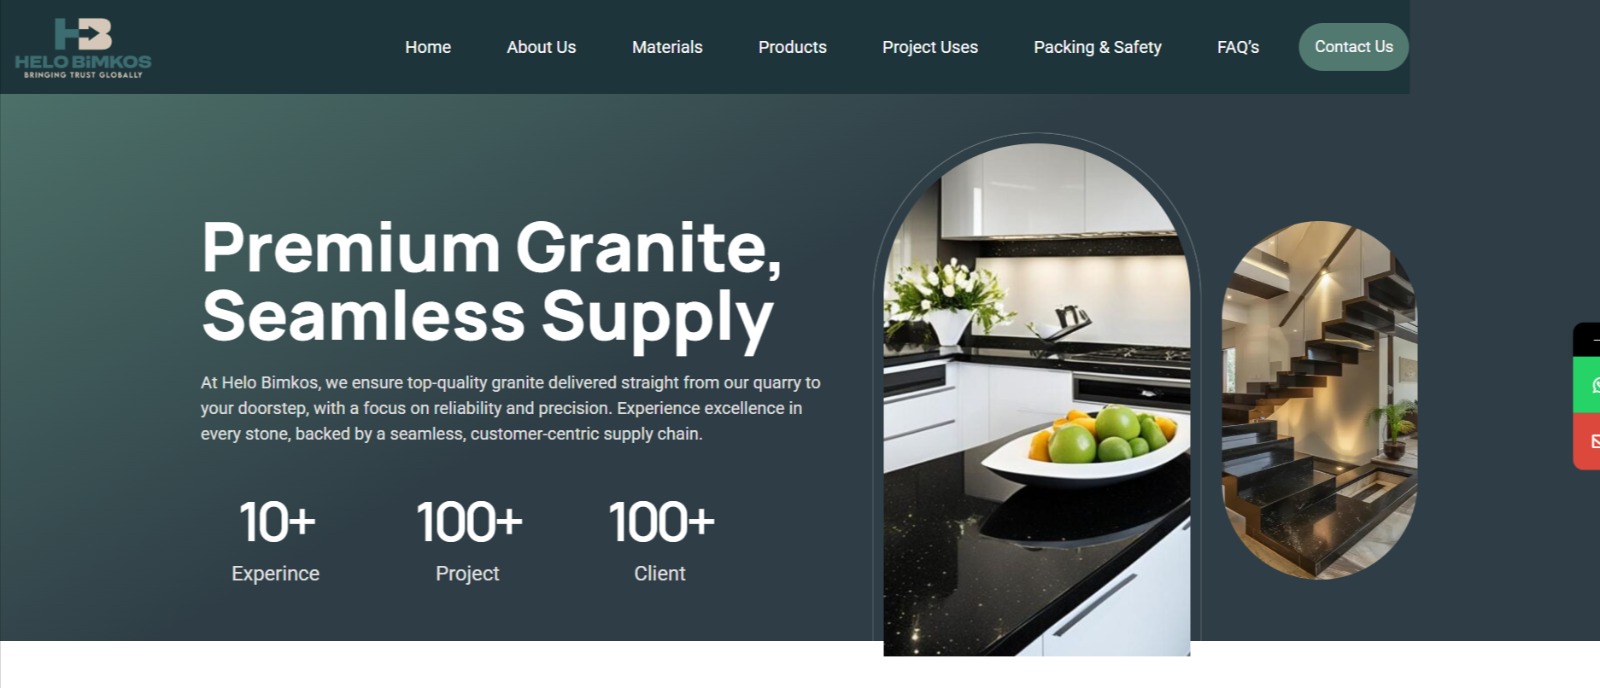 HELO BiMKOS
BRINGING TRUST GLOBALLY
Home About Us Materials Products Project Uses Packing & Safety FAQ's Contact Us
Premium Granite,
Seamless Supply
At Helo Bimkos, we ensure top-quality granite delivered straight from our quarry to
your doorstep, with a focus on reliability and precision. Experience excellence in
every stone, backed by a seamless, customer-centric supply chain.
10+ 100+ 100+
Experince Project Client